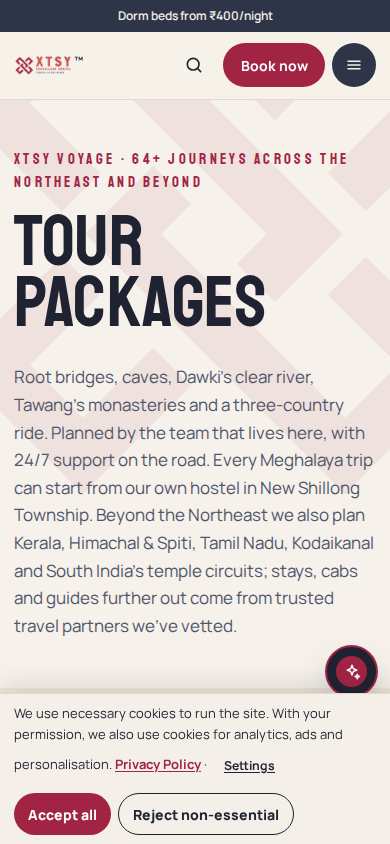 Dorm beds from ₹400/night
XTSY ™
Book now
XTSY VOYAGE · 64+ JOURNEYS ACROSS THE
NORTHEAST AND BEYOND
TOUR
PACKAGES
Root bridges, caves, Dawki's clear river,
Tawang's monasteries and a three-country
ride. Planned by the team that lives here, with
24/7 support on the road. Every Meghalaya trip
can start from our own hostel in New Shillong
Township. Beyond the Northeast we also plan
Kerala, Himachal & Spiti, Tamil Nadu, Kodaikanal
and South India's temple circuits; stays, cabs
and guides further out come from trusted
travel partners we've vetted.
We use necessary cookies to run the site. With your
permission, we also use cookies for analytics, ads and
personalisation. Privacy Policy · Settings
Accept all Reject non-essential